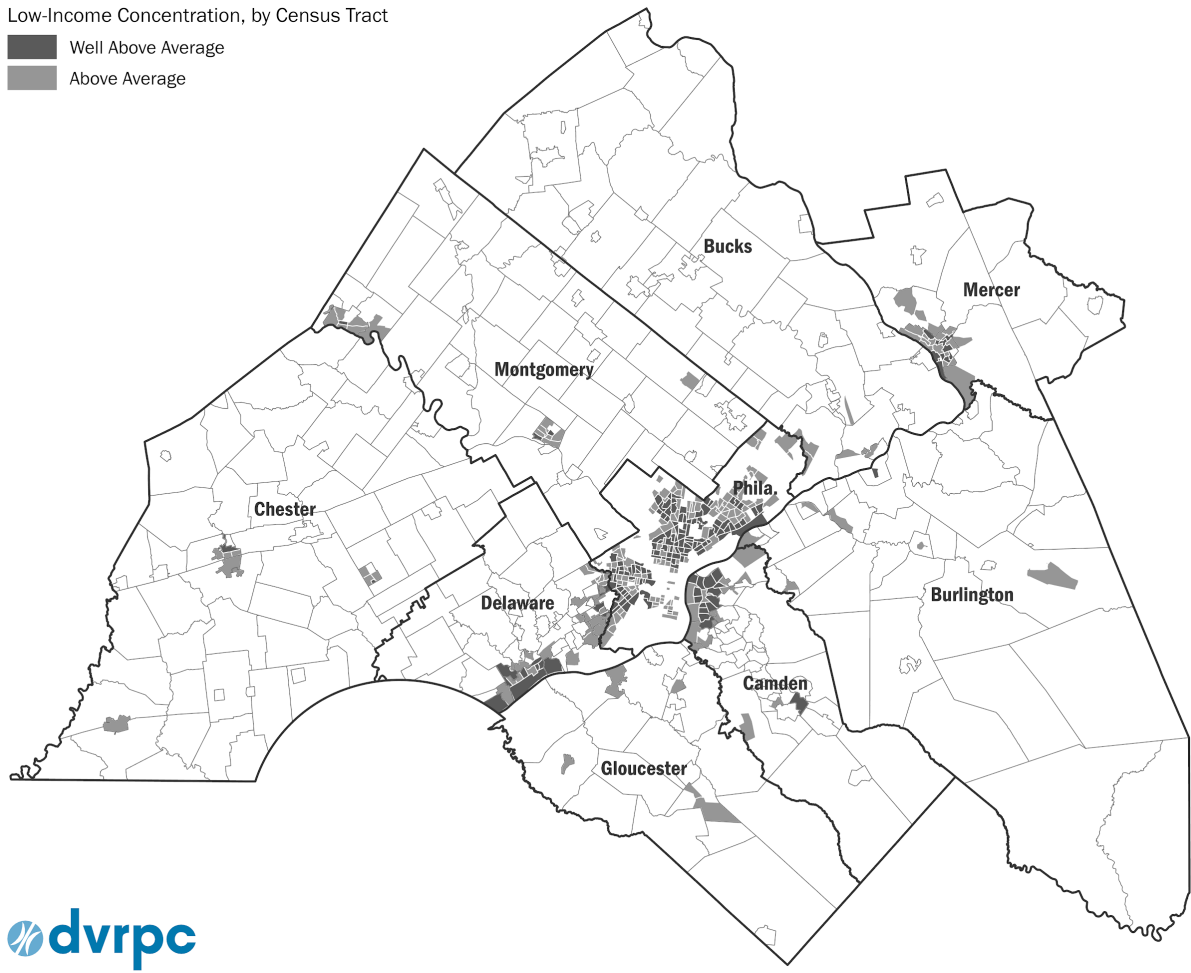 Low-Income Concentration, by Census Tract
Well Above Average
Above Average
Bucks
Mercer
Montgomery
Phila.
Chester
Burlington
Delaware
Camden
Gloucester
dvrpc